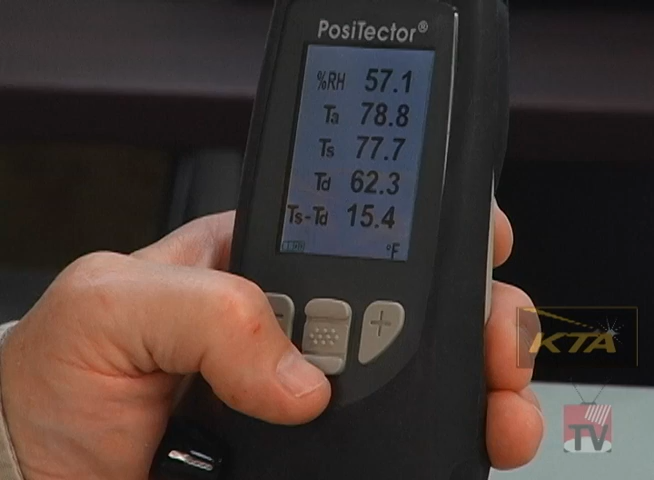 PosiTector®
%RH 57.1
Ta 78.8
Ts 77.7
Td 62.3
Ts-Td 15.4
°F
KTA
TV